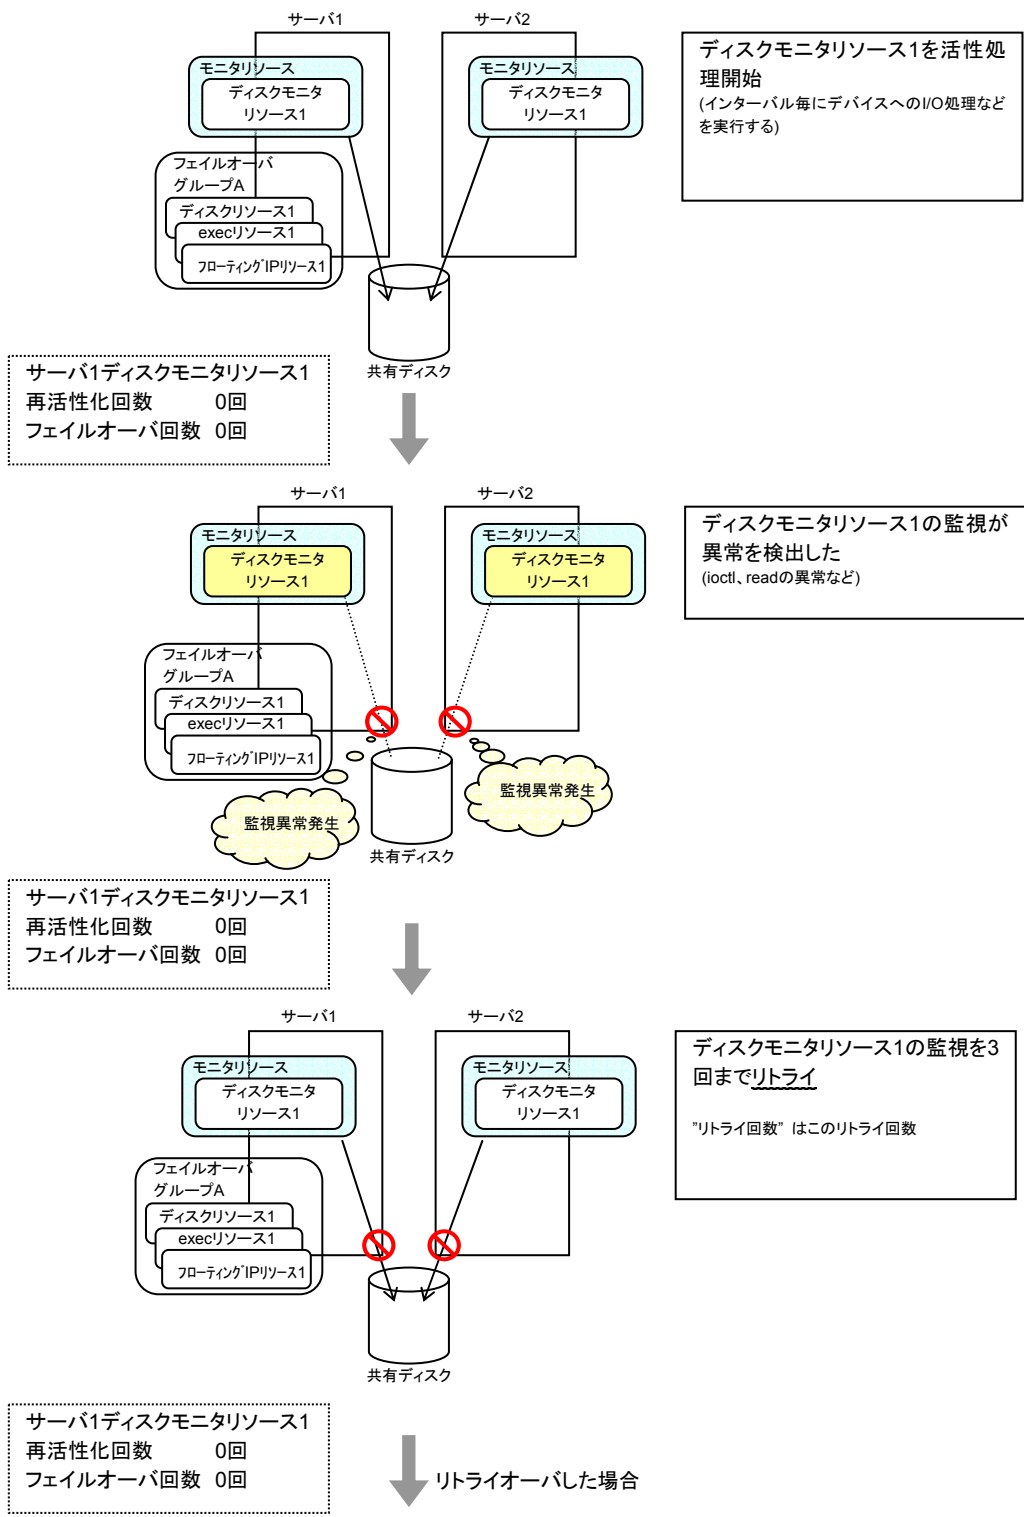 サーバ1
サーバ2
モニタリソース
ディスクモニタ
リソース1
モニタリソース
ディスクモニタ
リソース1
フェイルオーバ
グループA
ディスクリソース1
execリソース1
フローティングIPリソース1
共有ディスク
ディスクモニタリソース1を活性処
理開始
(インターバル毎にデバイスへのI/O処理など
を実行する)
サーバ1ディスクモニタリソース1
再活性化回数 0回
フェイルオーバ回数 0回
サーバ1
サーバ2
モニタリソース
ディスクモニタ
リソース1
モニタリソース
ディスクモニタ
リソース1
フェイルオーバ
グループA
ディスクリソース1
execリソース1
フローティングIPリソース1
監視異常発生
監視異常発生
共有ディスク
ディスクモニタリソース1の監視が
異常を検出した
(ioctl、readの異常など)
サーバ1ディスクモニタリソース1
再活性化回数 0回
フェイルオーバ回数 0回
サーバ1
サーバ2
モニタリソース
ディスクモニタ
リソース1
モニタリソース
ディスクモニタ
リソース1
フェイルオーバ
グループA
ディスクリソース1
execリソース1
フローティングIPリソース1
共有ディスク
ディスクモニタリソース1の監視を3
回までリトライ
”リトライ回数” はこのリトライ回数
サーバ1ディスクモニタリソース1
再活性化回数 0回
フェイルオーバ回数 0回
リトライオーバした場合